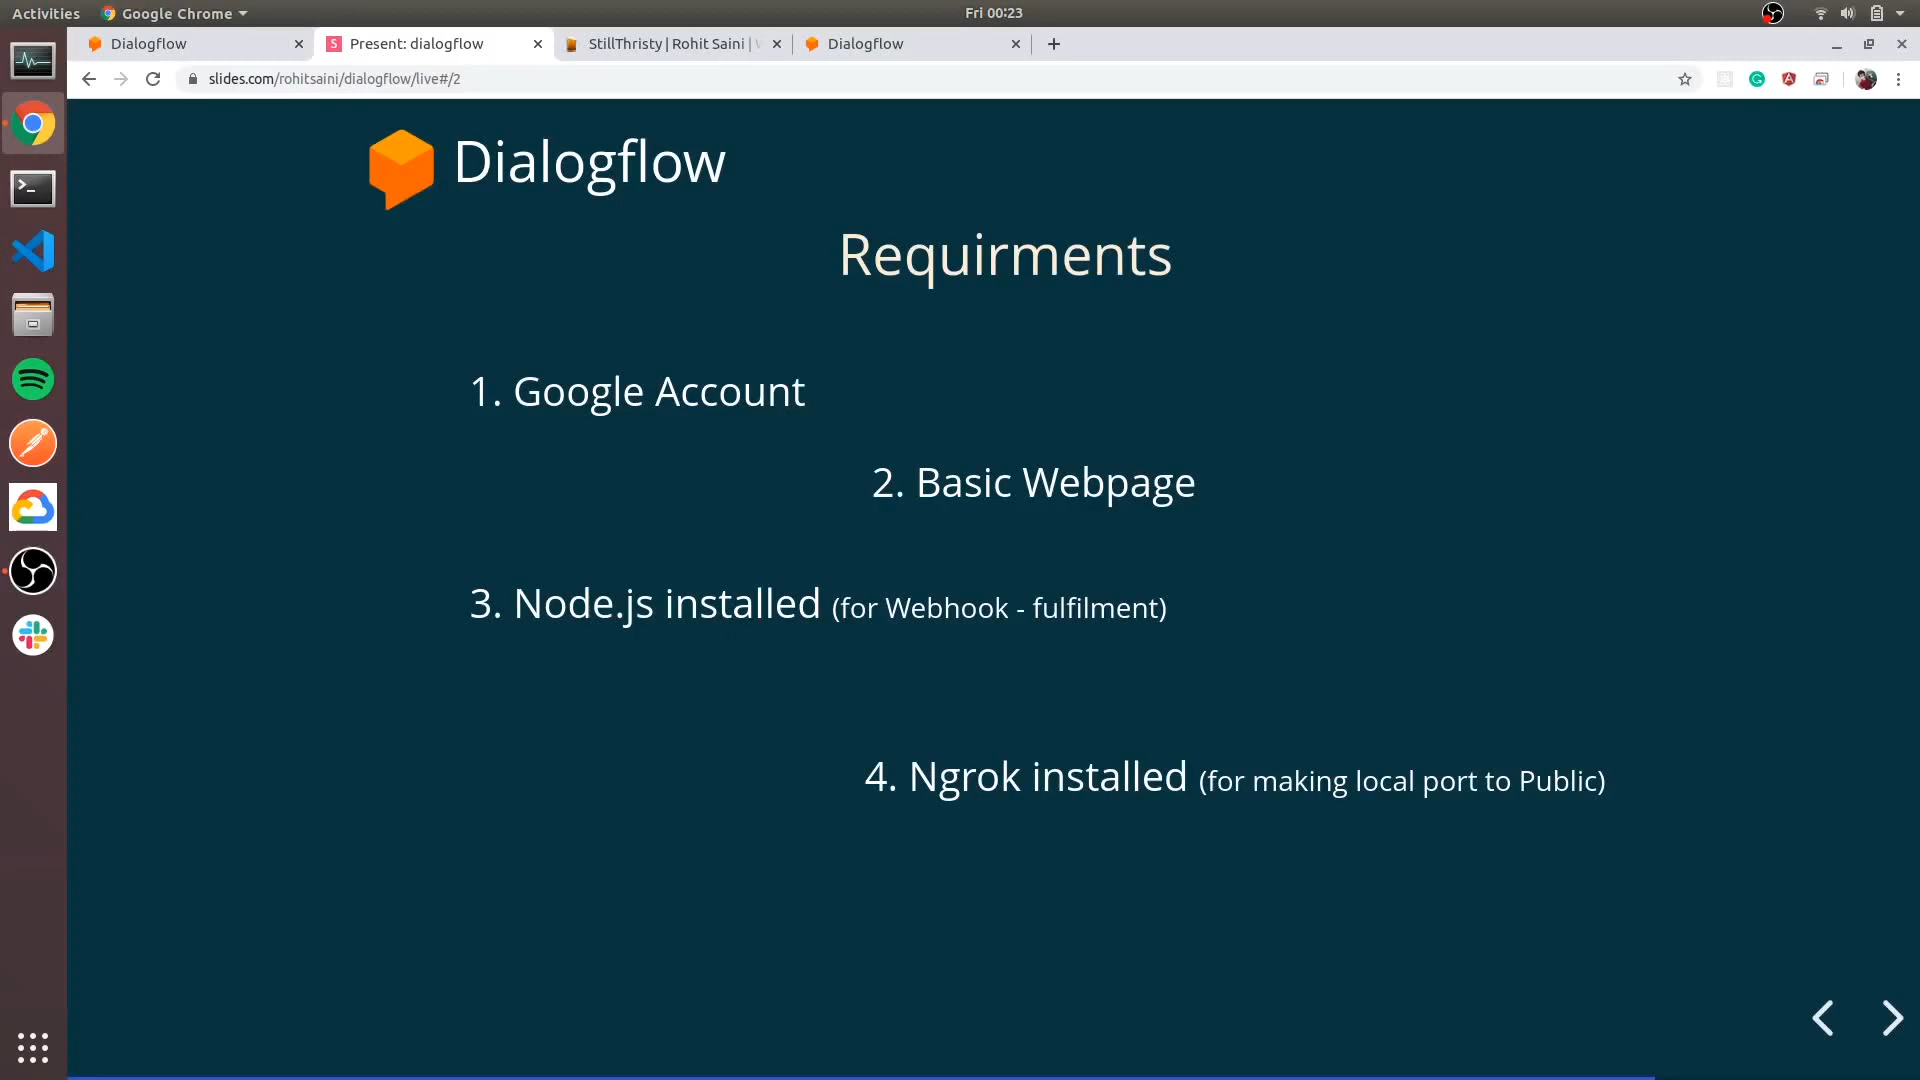 Activities
Google Chrome
Fri 00:23
Dialogflow
Present: dialogflow
StillThristy | Rohit Saini |
Dialogflow
slides.com/rohitsaini/dialogflow/live#/2
Dialogflow
Requirments
1. Google Account
2. Basic Webpage
3. Node.js installed (for Webhook - fulfilment)
4. Ngrok installed (for making local port to Public)